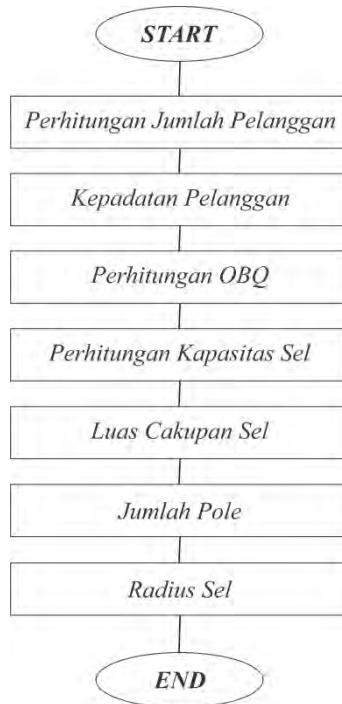 START
Perhitungan Jumlah Pelanggan
Kepadatan Pelanggan
Perhitungan OBQ
Perhitungan Kapasitas Sel
Luas Cakupan Sel
Jumlah Pole
Radius Sel
END